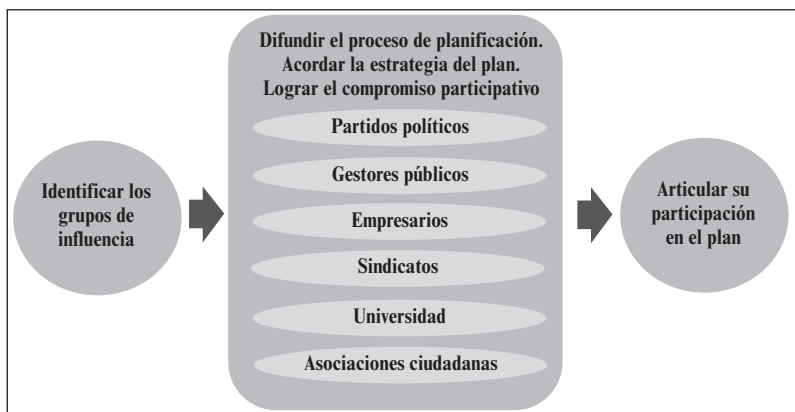 Identificar los
grupos de
influencia
Difundir el proceso de planificación.
Acordar la estrategia del plan.
Lograr el compromiso participativo
Partidos políticos
Gestores públicos
Empresarios
Sindicatos
Universidad
Asociaciones ciudadanas
Articular su
participación
en el plan